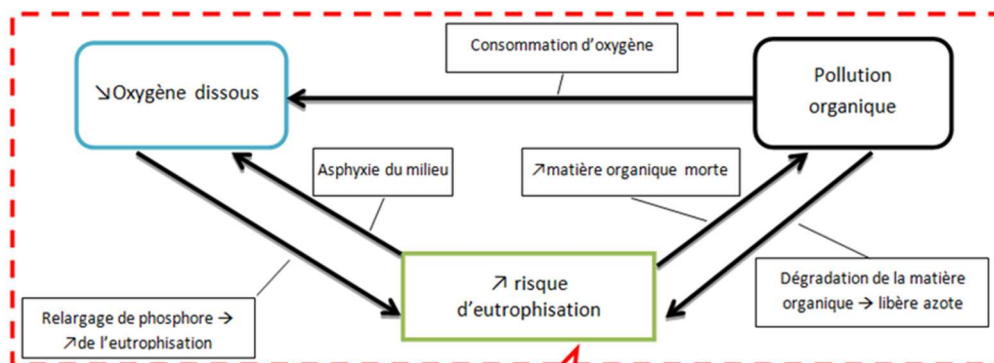 Consommation d'oxygène
↘Oxygène dissous
Pollution
organique
Asphyxie du milieu
↗matière organique morte
↗ risque
d'eutrophisation
Relargage de phosphore →
↗de l'eutrophisation
Dégradation de la matière
organique → libère azote